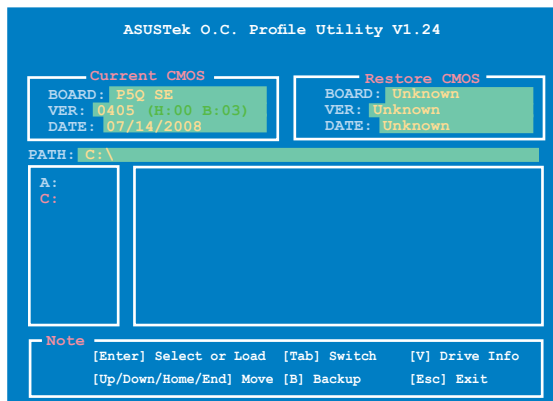 ASUSTek O.C. Profile Utility V1.24
Current CMOS
BOARD: P5Q SE
VER: 0405 (H:00 B:03)
DATE: 07/14/2008
Restore CMOS
BOARD: Unknown
VER: Unknown
DATE: Unknown
PATH: C:\
A:
C:
Note
[Enter] Select or Load [Tab] Switch [V] Drive Info
[Up/Down/Home/End] Move [B] Backup [Esc] Exit